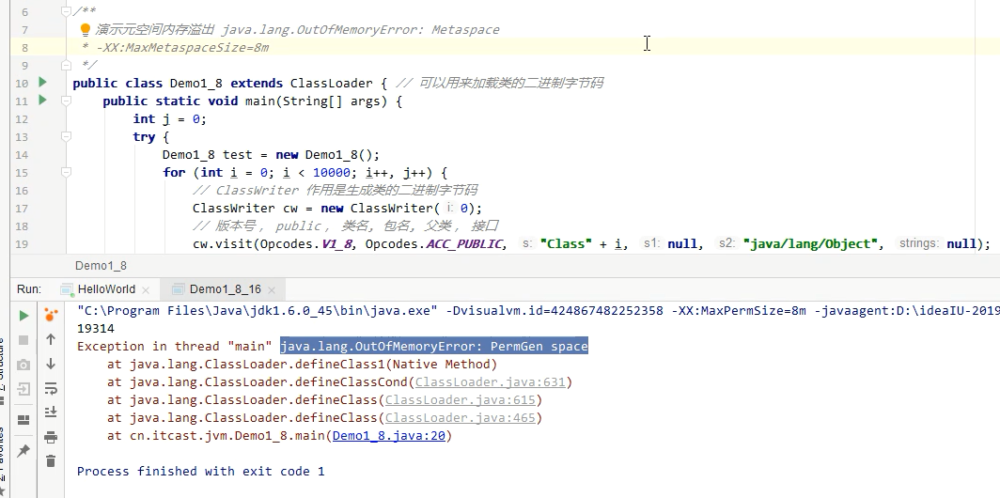 6 /**
7 演示元空间内存溢出 java.lang.OutOfMemoryError: Metaspace
8 * -XX:MaxMetaspaceSize=8m
9 */
10 public class Demo1_8 extends ClassLoader { // 可以用来加载类的二进制字节码
11 public static void main(String[] args) {
12 int j = 0;
13 try {
14 Demo1_8 test = new Demo1_8();
15 for (int i = 0; i < 10000; i++, j++) {
16 // ClassWriter 作用是生成类的二进制字节码
17 ClassWriter cw = new ClassWriter( i: 0);
18 // 版本号, public, 类名, 包名, 父类, 接口
19 cw.visit(Opcodes.V1_8, Opcodes.ACC_PUBLIC, s: "Class" + i, s1: null, s2: "java/lang/Object", strings: null);
Demo1_8
Run: HelloWorld Demo1_8_16
"C:\Program Files\Java\jdk1.6.0_45\bin\java.exe" -Dvisualvm.id=424867482252358 -XX:MaxPermSize=8m -javaagent:D:\ideaIU-2019
19314
Exception in thread "main" java.lang.OutOfMemoryError: PermGen space
at java.lang.ClassLoader.defineClass1(Native Method)
at java.lang.ClassLoader.defineClassCond(ClassLoader.java:631)
at java.lang.ClassLoader.defineClass(ClassLoader.java:615)
at java.lang.ClassLoader.defineClass(ClassLoader.java:465)
at cn.itcast.jvm.Demo1_8.main(Demo1_8.java:20)
Process finished with exit code 1
Favorites